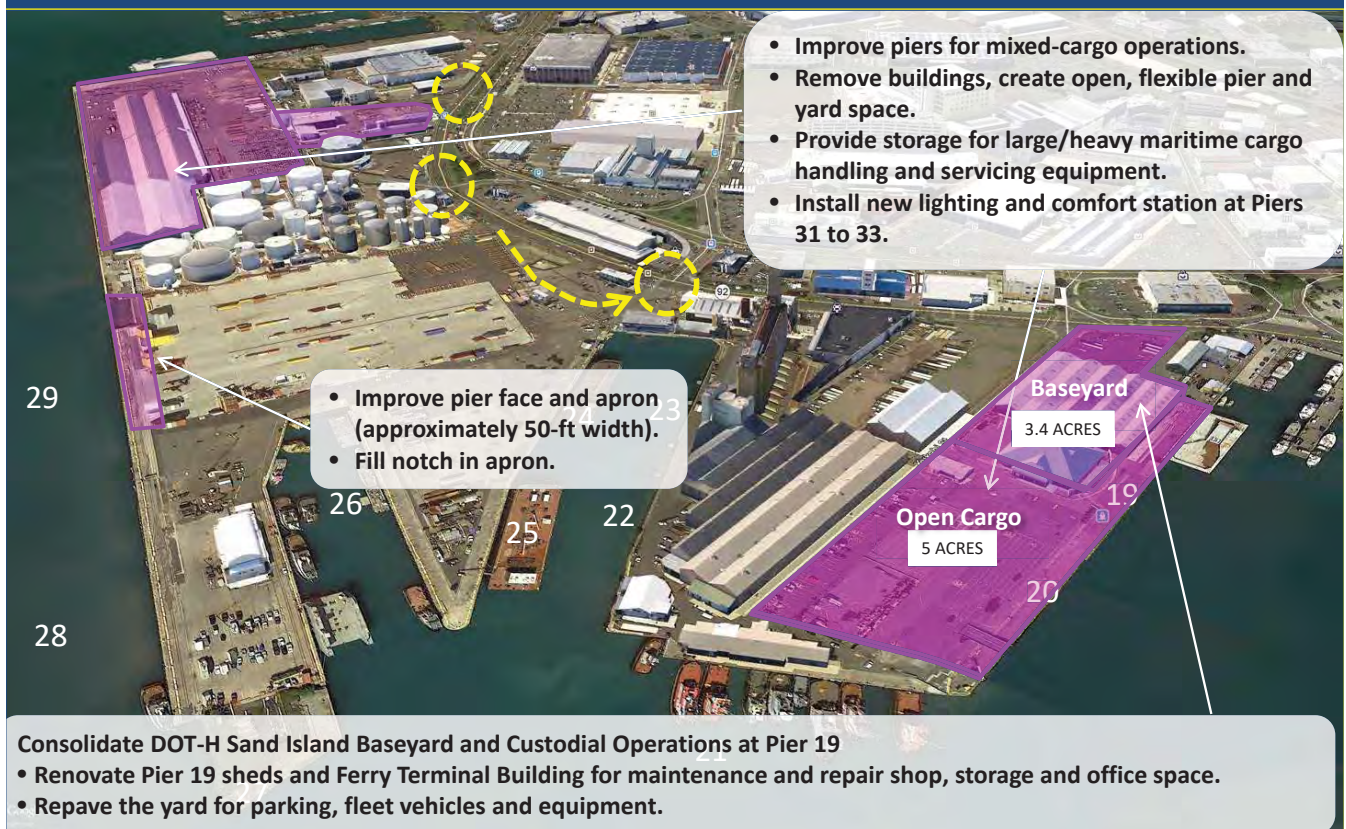 • Improve piers for mixed-cargo operations.
• Remove buildings, create open, flexible pier and
yard space.
• Provide storage for large/heavy maritime cargo
handling and servicing equipment.
• Install new lighting and comfort station at Piers
31 to 33.
92
29
• Improve pier face and apron
(approximately 50-ft width).
• Fill notch in apron.
24
23
Baseyard
3.4 ACRES
19
26
25
22
Open Cargo
5 ACRES
20
28
21
Consolidate DOT-H Sand Island Baseyard and Custodial Operations at Pier 19
• Renovate Pier 19 sheds and Ferry Terminal Building for maintenance and repair shop, storage and office space.
• Repave the yard for parking, fleet vehicles and equipment.
27